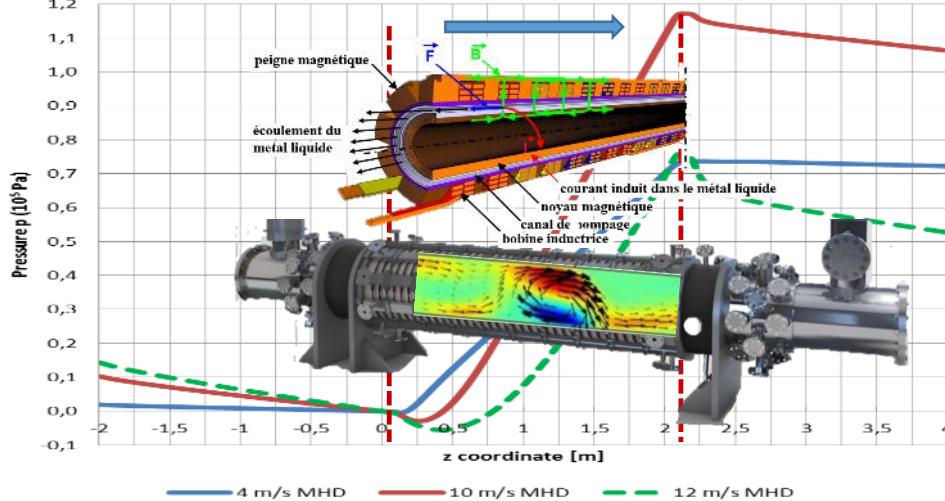 1,2
1,1
1,0
0,9
0,8
0,7
0,6
0,5
0,4
0,3
0,2
0,1
0,0
-0,1
Pressure p (10⁵ Pa)
peigne magnétique
F
B
écoulement du
metal liquide
courant induit dans le métal liquide
noyau magnétique
canal de pompage
bobine inductrice
-2 -1,5 -1 -0,5 0 0,5 1 1,5 2 2,5 3 3,5 4
z coordinate [m]
4 m/s MHD 10 m/s MHD 12 m/s MHD